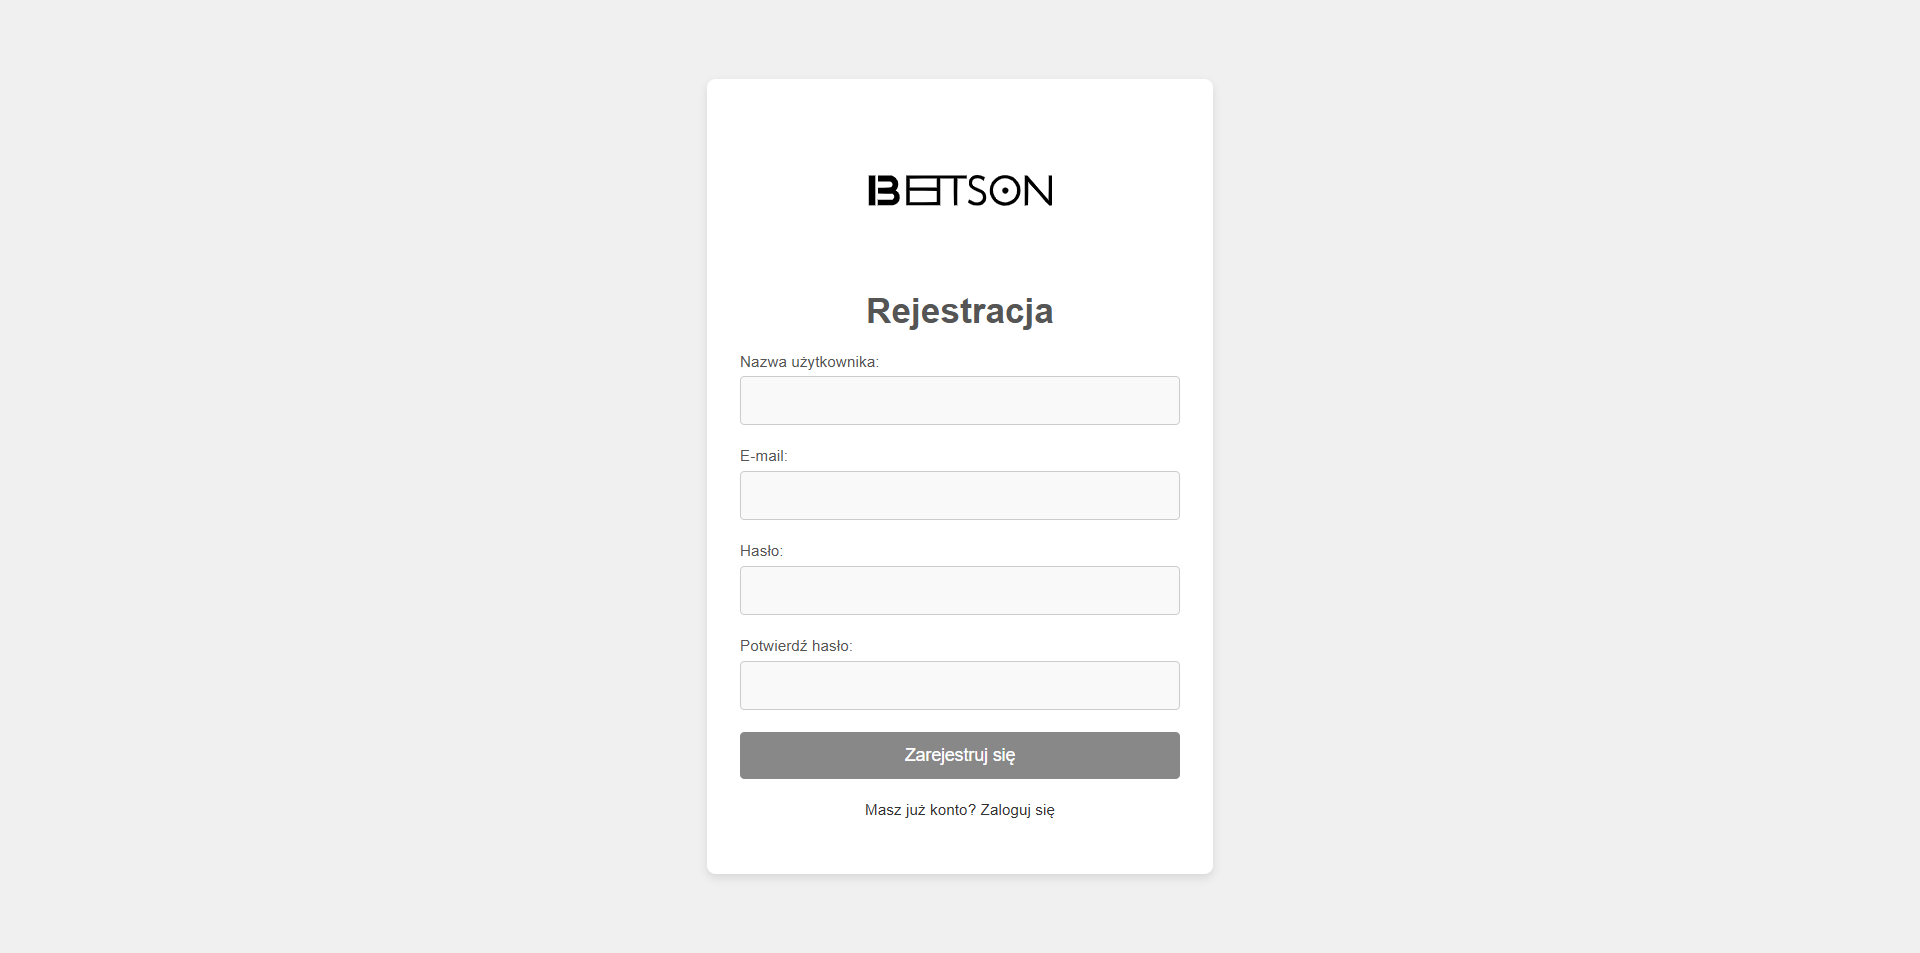 BETSON
Rejestracja
Nazwa użytkownika:
E-mail:
Hasło:
Potwierdź hasło:
Zarejestruj się
Masz już konto? Zaloguj się